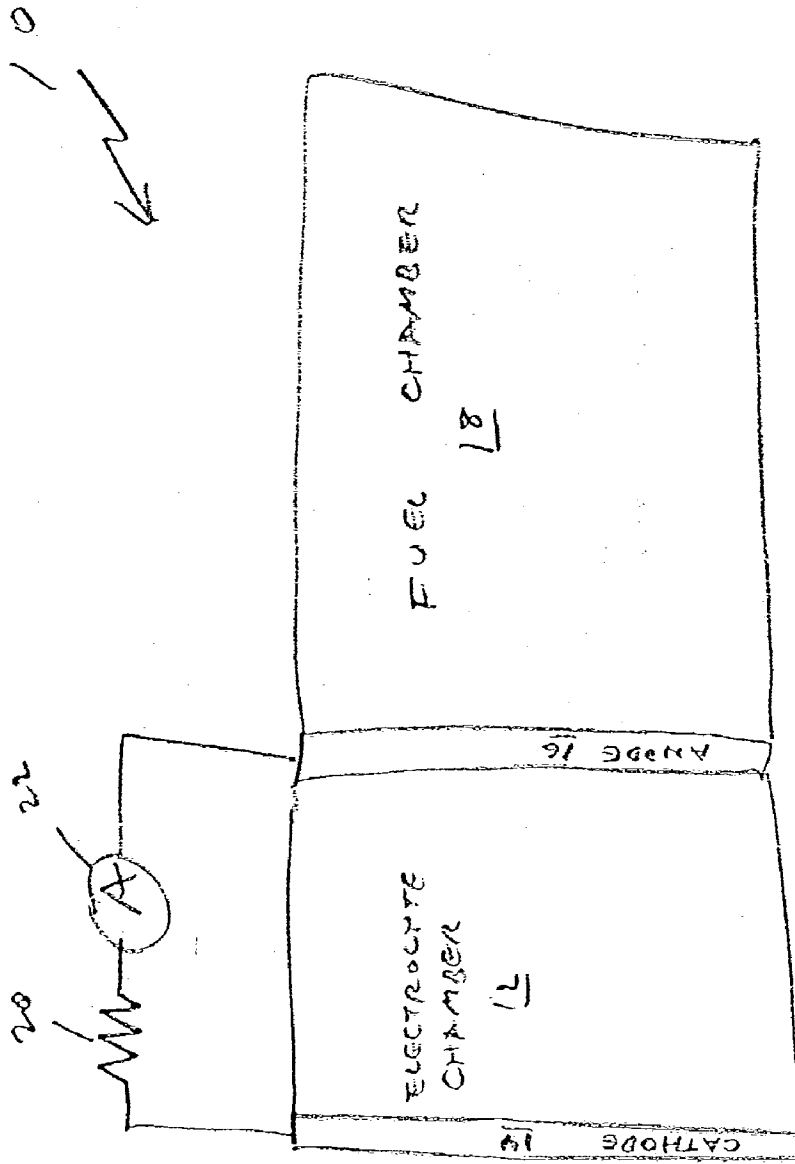 10
22
20
A
FUEL CHAMBER
18
ELECTROLYTE
CHAMBER
12
ANODE 16
CATHODE 14